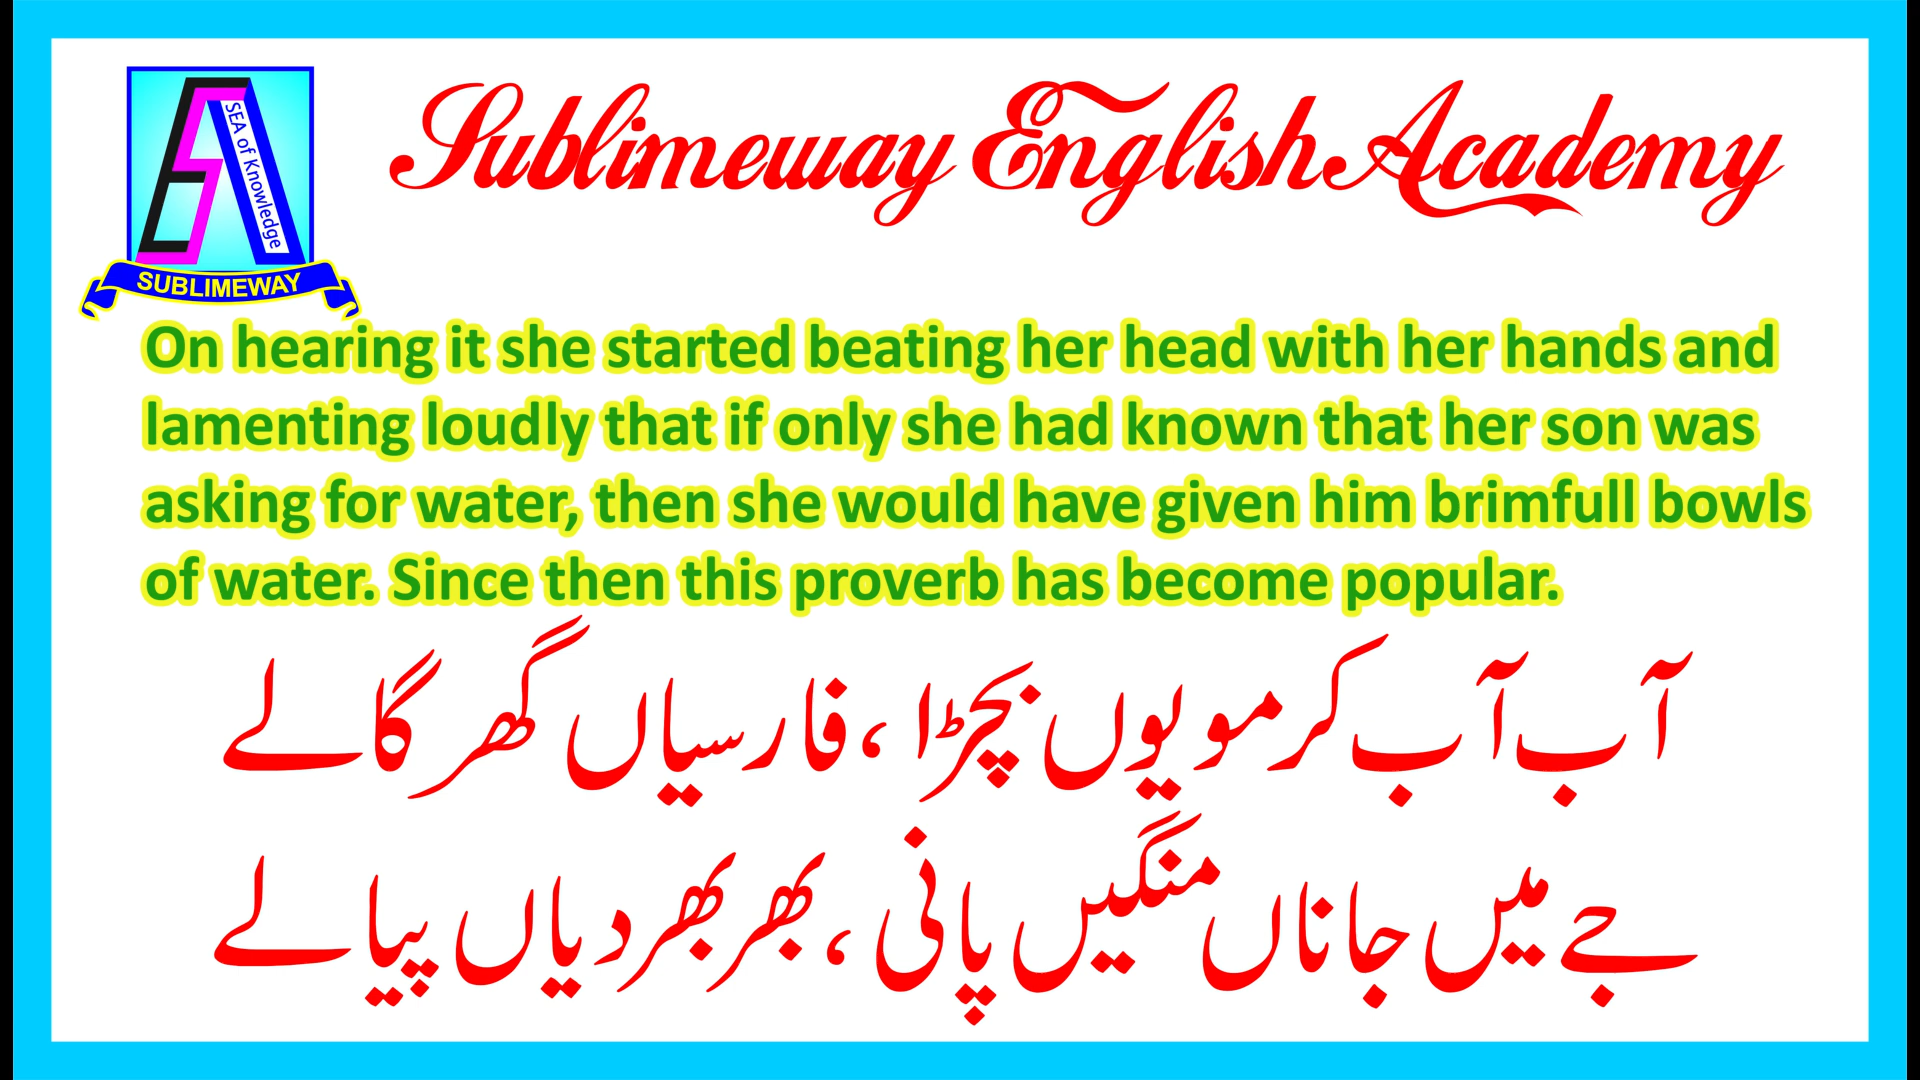 Sublimeway English Academy
SEA of Knowledge
SUBLIMEWAY
On hearing it she started beating her head with her hands and
lamenting loudly that if only she had known that her son was
asking for water, then she would have given him brimfull bowls
of water. Since then this proverb has become popular.
آب آب کر مویوں بچڑا ، فارسیاں گھر گالے
جے میں جاناں منگیں پانی ، بھر بھر دیاں پیالے